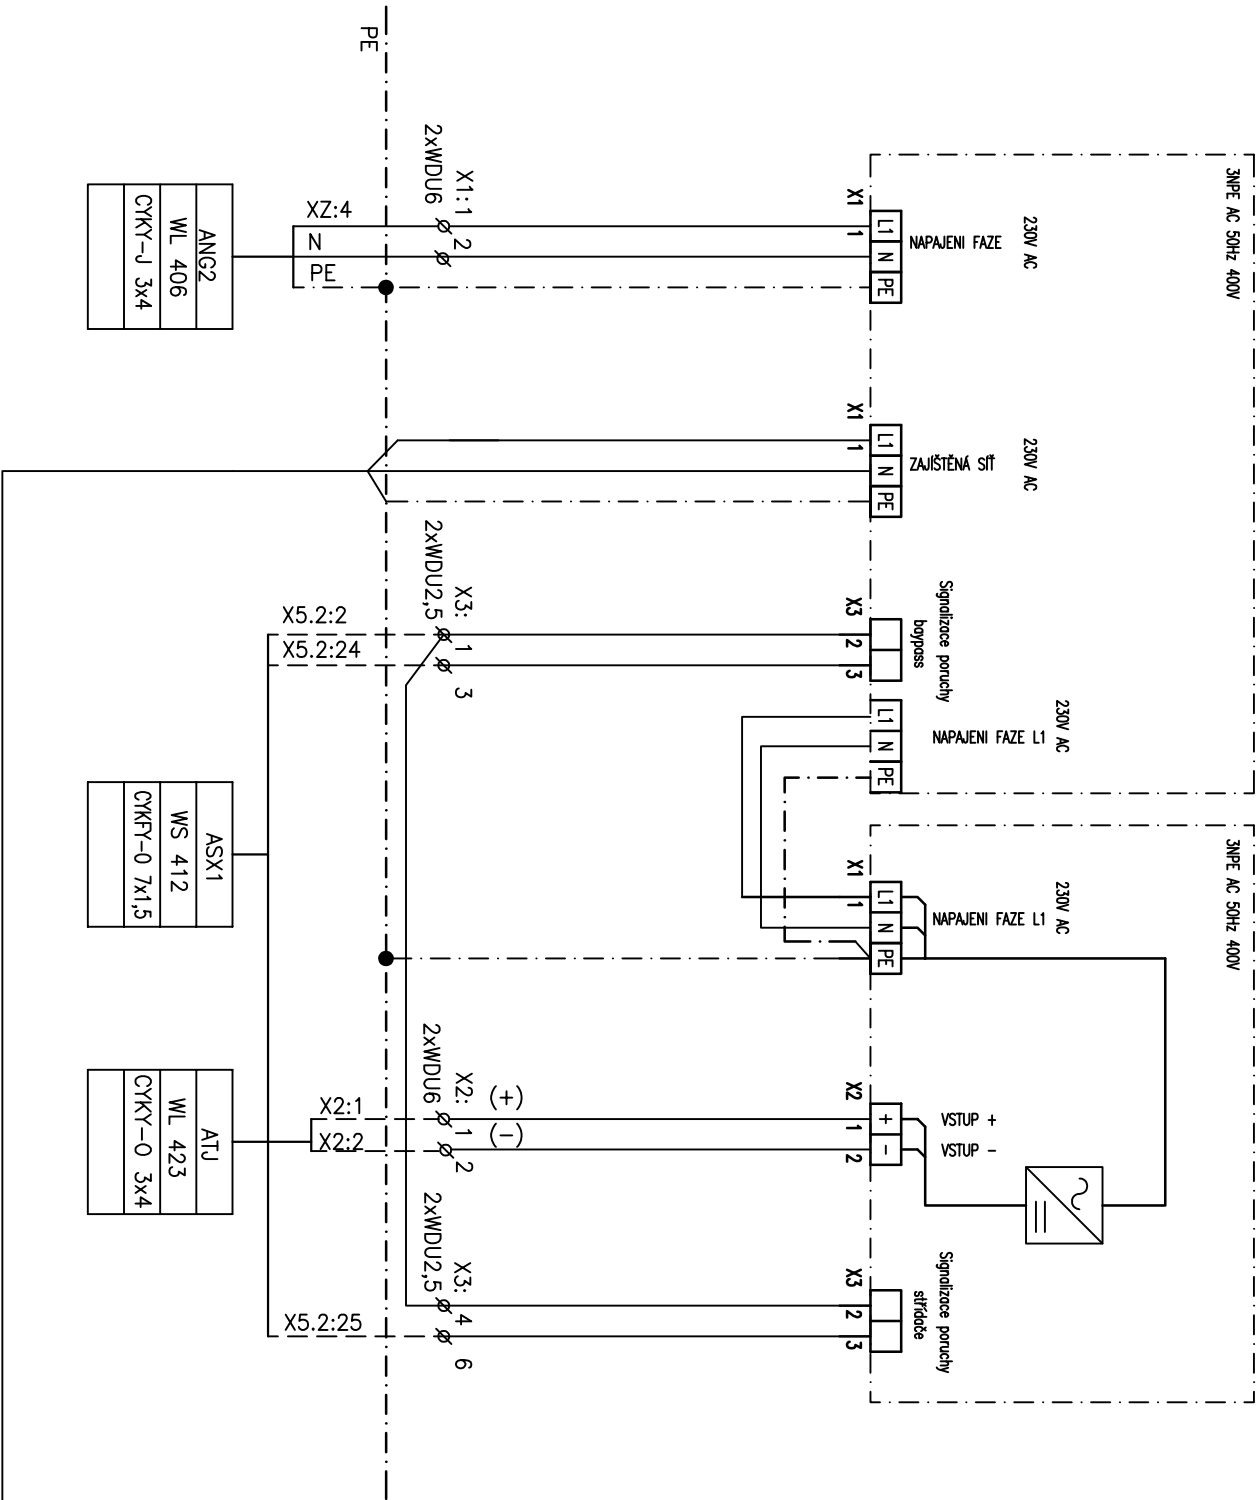 PE
3NPE AC 50Hz 400V
230V AC
NAPAJENI FAZE
X1
1
L1
N
PE
X1:1
2
2xWDU6
XZ:4
N
PE
ANG2
WL 406
CYKY-J 3x4
230V AC
ZAJÍŠTĚNÁ SÍŤ
X1
1
L1
N
PE
Signalizace poruchy
baypass
X3
2
3
X3:
1
3
2xWDU2,5
X5.2:2
X5.2:24
230V AC
NAPAJENI FAZE L1
L1
N
PE
ASX1
WS 412
CYKFY-O 7x1,5
3NPE AC 50Hz 400V
230V AC
NAPAJENI FAZE L1
X1
1
L1
N
PE
VSTUP +
VSTUP -
X2
1
2
+
-
(+)
(-)
X2:
1
2
2xWDU6
X2:1
X2:2
ATJ
WL 423
CYKY-O 3x4
Signalizace poruchy
střídače
X3
2
3
X3:
4
6
2xWDU2,5
X5.2:25